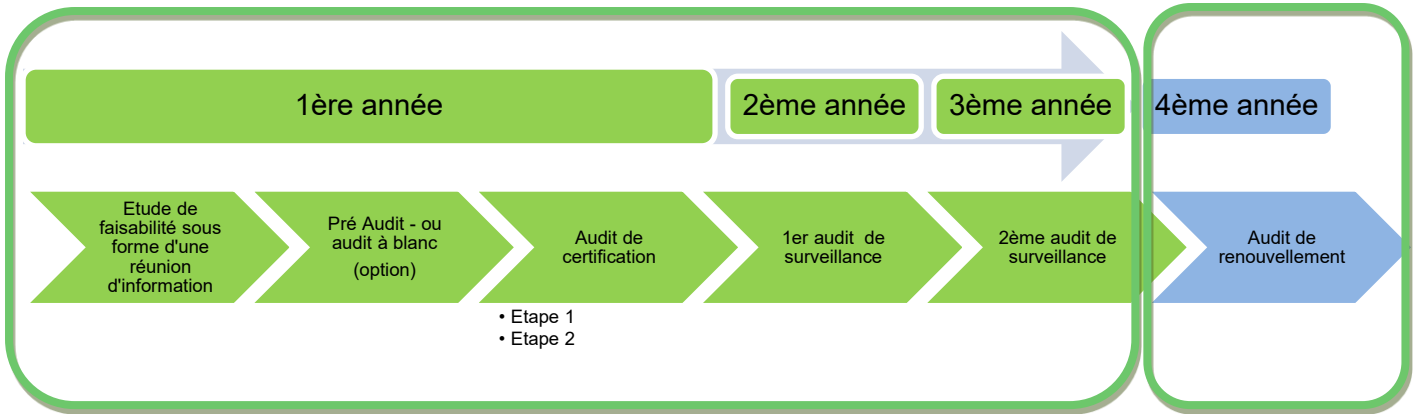 1ère année
2ème année
3ème année
4ème année
Etude de
faisabilité sous
forme d'une
réunion
d'information
Pré Audit - ou
audit à blanc
(option)
Audit de
certification
• Etape 1
• Etape 2
1er audit de
surveillance
2ème audit de
surveillance
Audit de
renouvellement